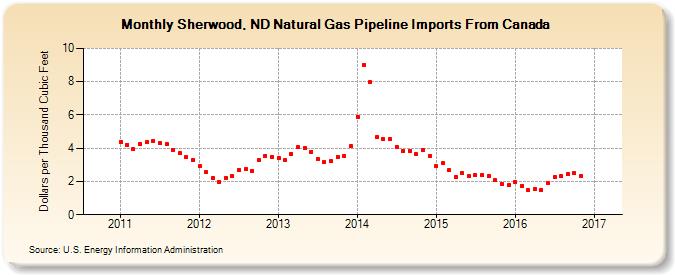 Monthly Sherwood, ND Natural Gas Pipeline Imports From Canada
Dollars per Thousand Cubic Feet
10
8
6
4
2
0
2011 2012 2013 2014 2015 2016 2017
Source: U.S. Energy Information Administration